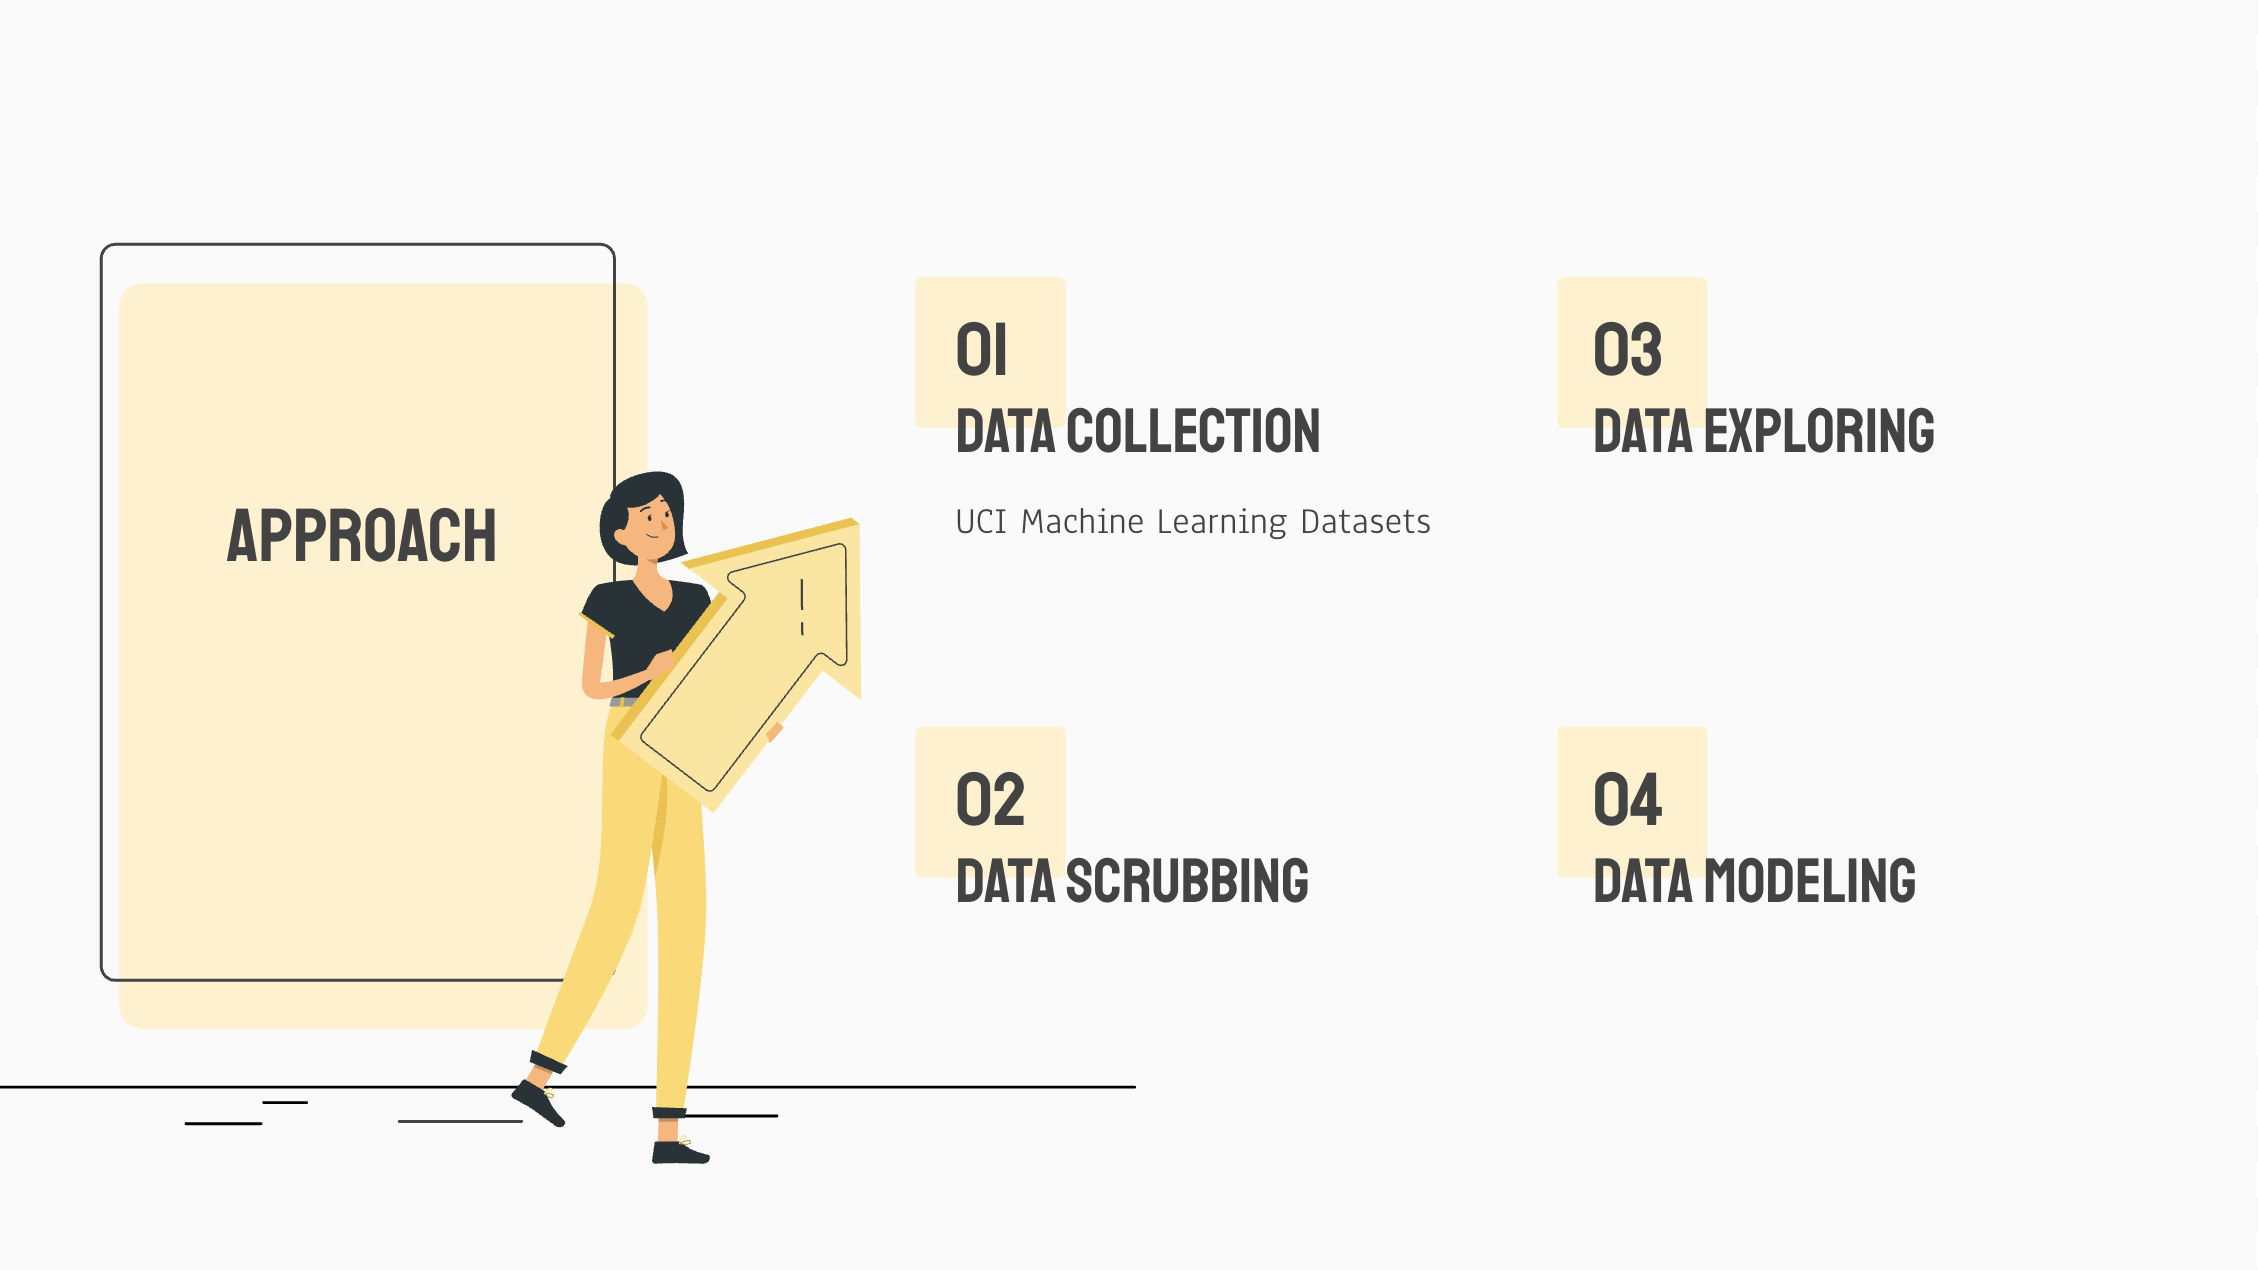 APPROACH
01
DATA COLLECTION
UCI Machine Learning Datasets
02
DATA SCRUBBING
03
DATA EXPLORING
04
DATA MODELING